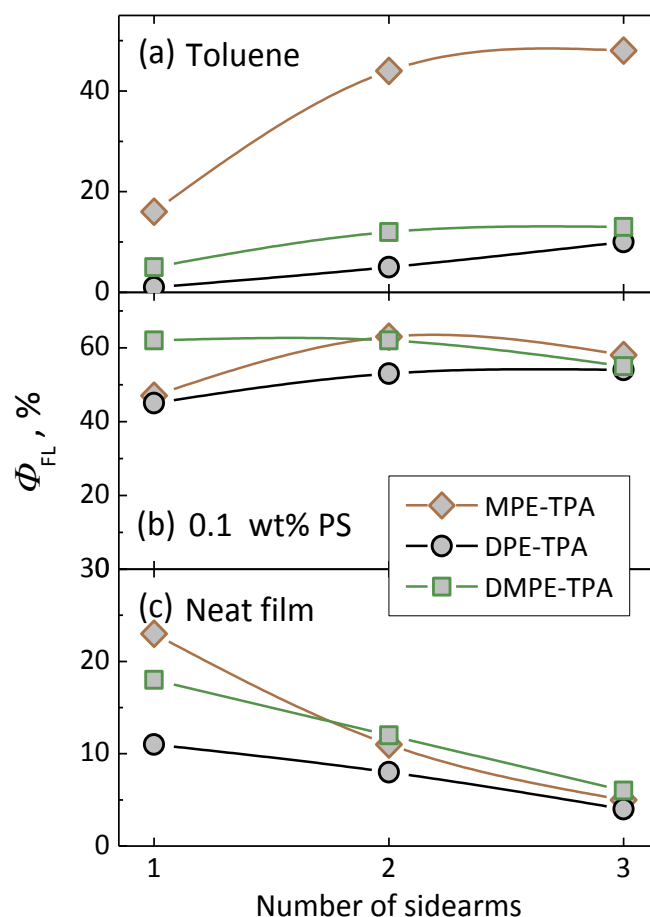 (a) Toluene
40
20
0
60
40
20
(b) 0.1 wt% PS
0
MPE-TPA
DPE-TPA
DMPE-TPA
30
(c) Neat film
20
10
0
1 2 3
Number of sidearms
Φ_FL , %